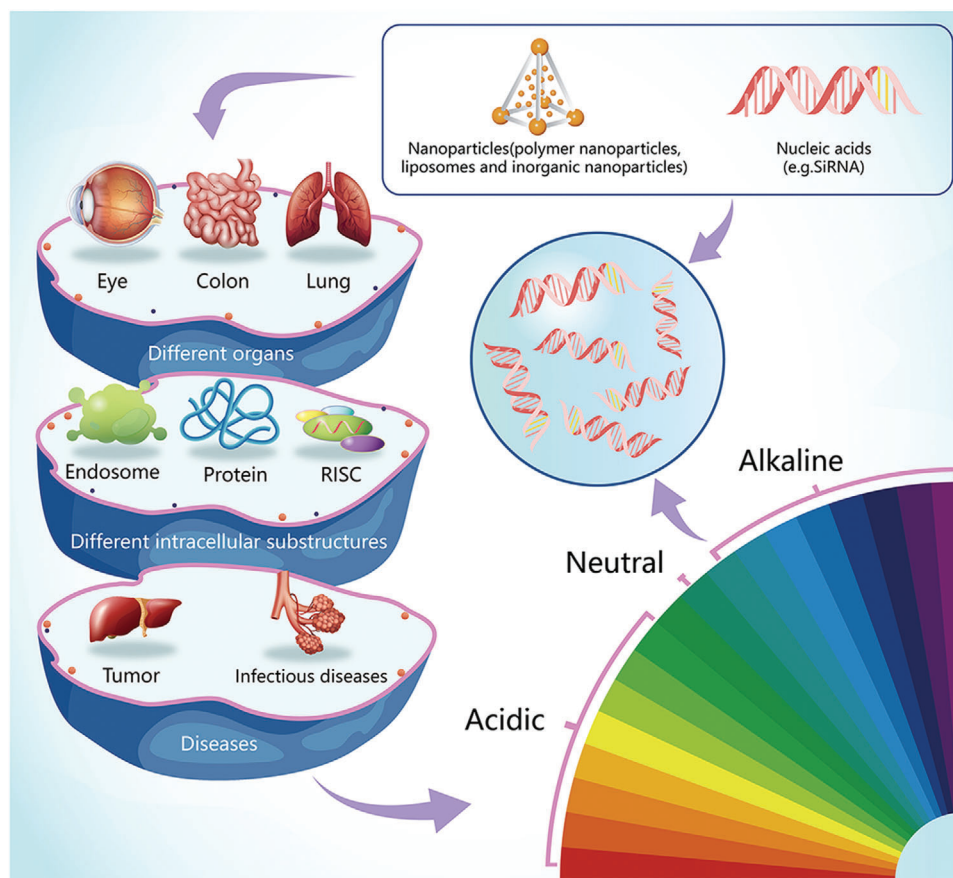 Nanoparticles(polymer nanoparticles,
liposomes and inorganic nanoparticles)
Nucleic acids
(e.g.SiRNA)
Eye
Colon
Lung
Different organs
Endosome
Protein
RISC
Different intracellular substructures
Tumor
Infectious diseases
Diseases
Alkaline
Neutral
Acidic